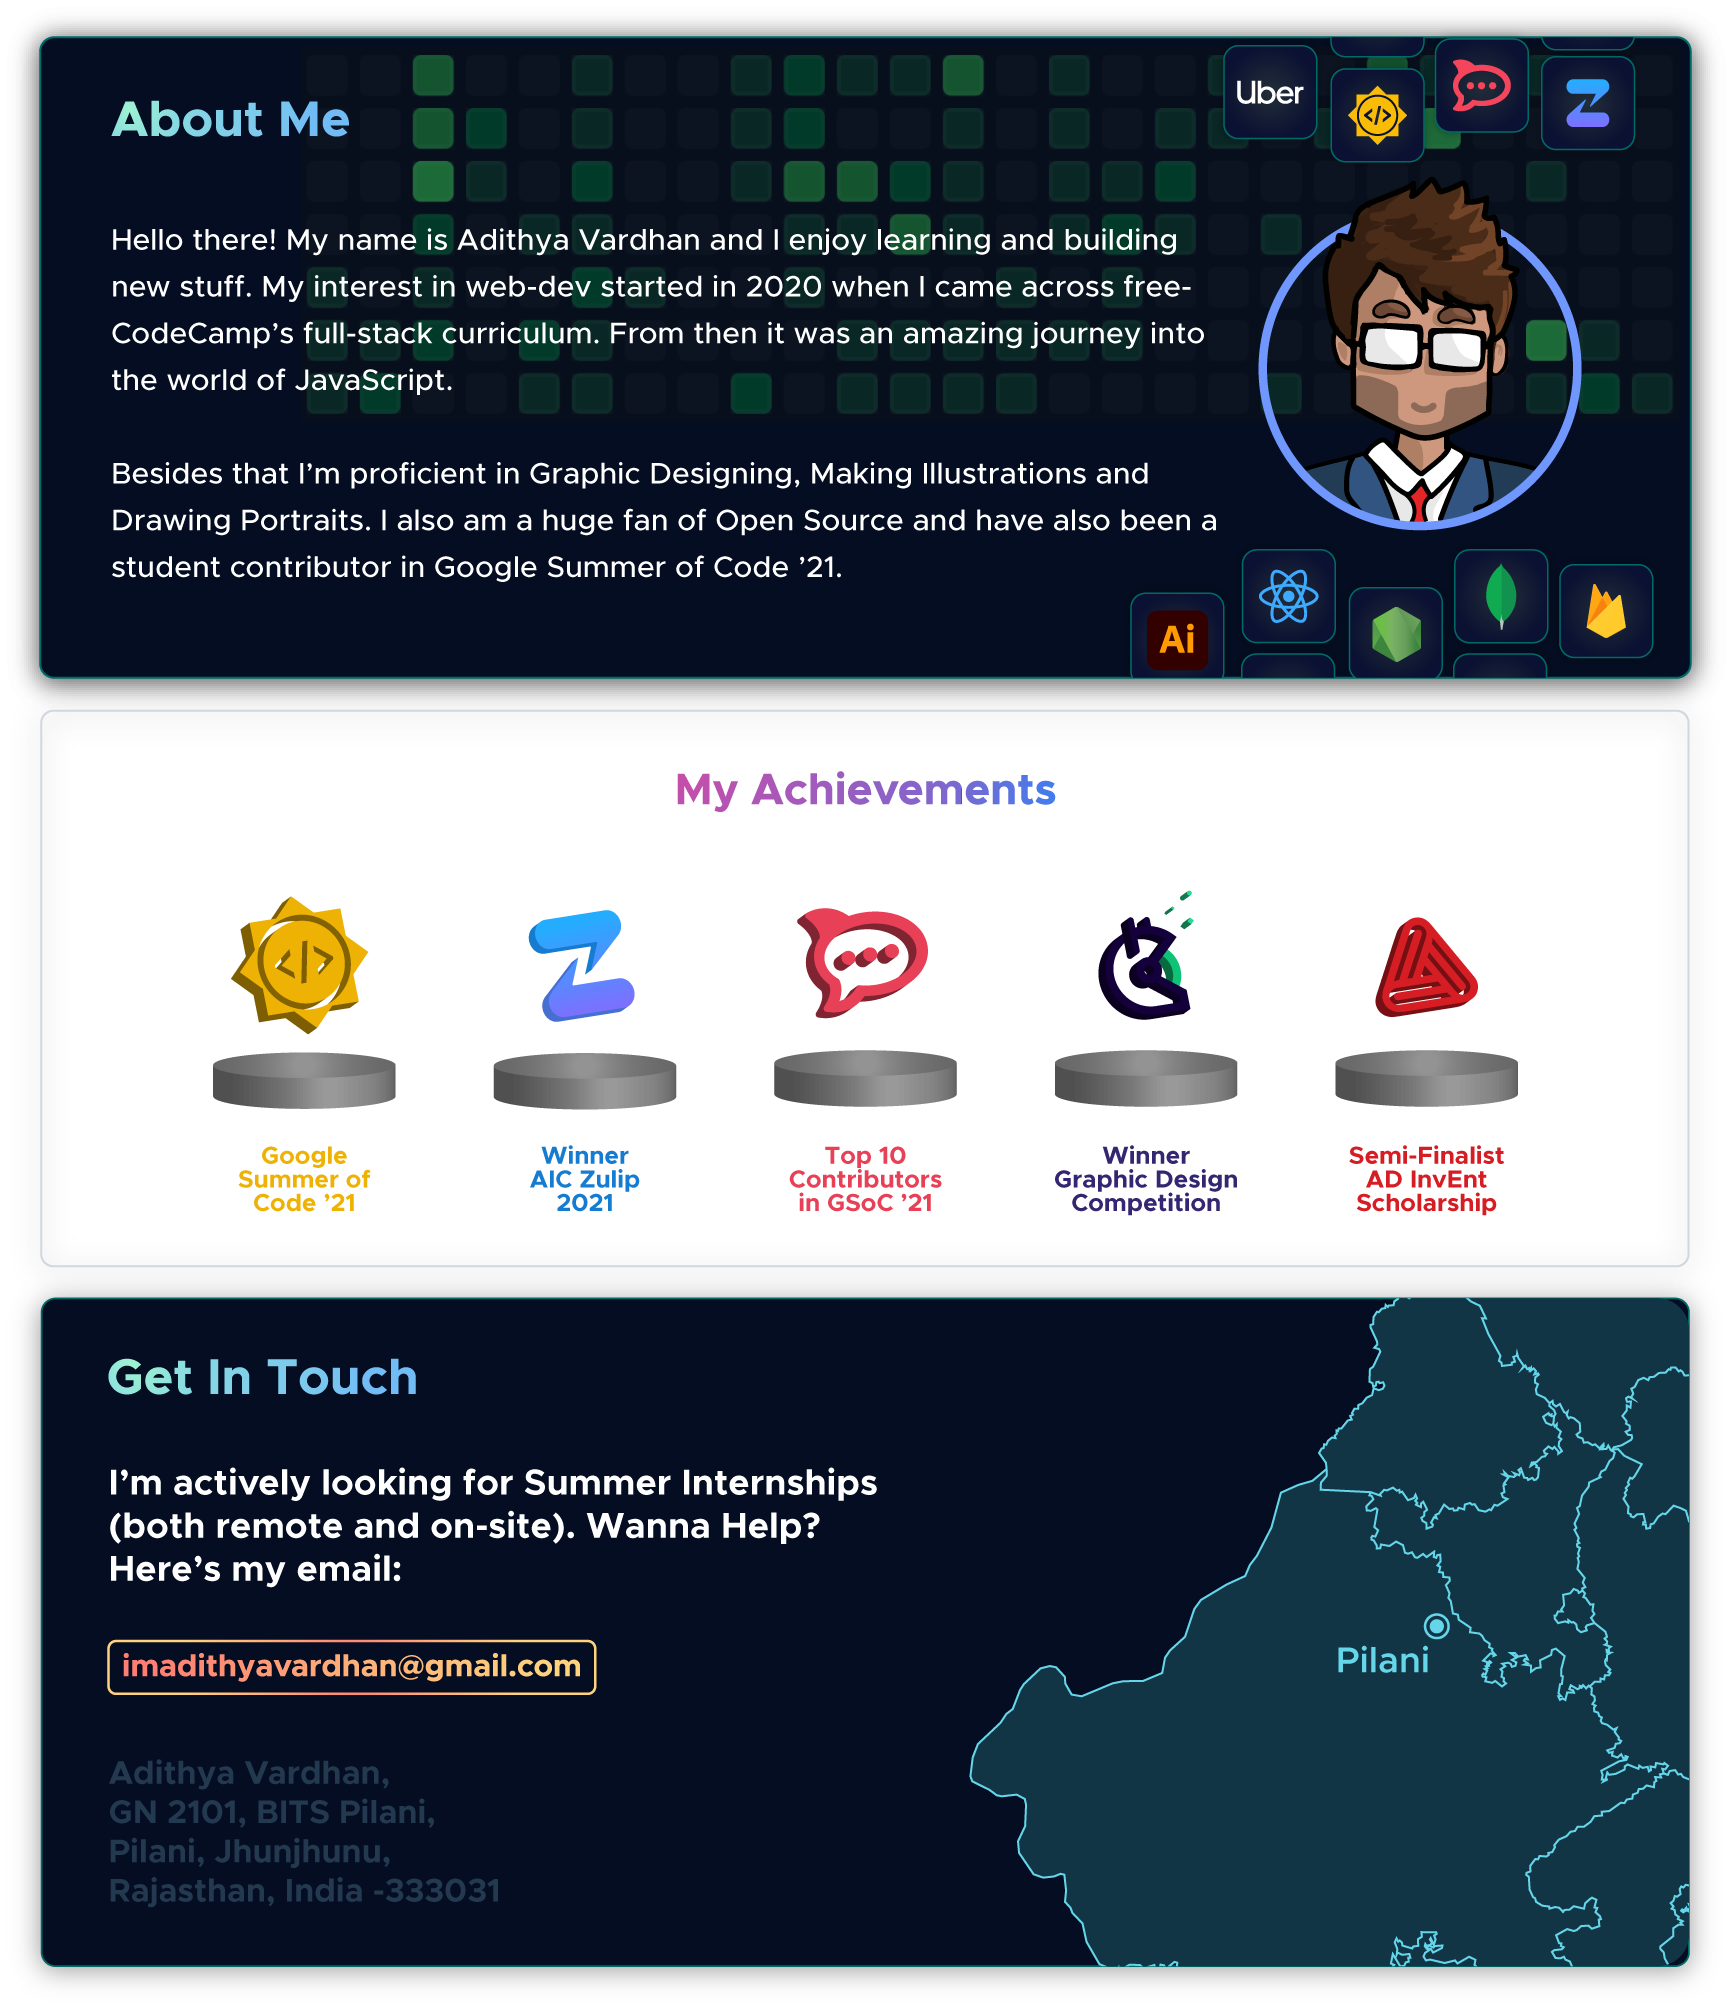 About Me
Uber
Hello there! My name is Adithya Vardhan and I enjoy learning and building
new stuff. My interest in web-dev started in 2020 when I came across free-
CodeCamp’s full-stack curriculum. From then it was an amazing journey into
the world of JavaScript.
Besides that I’m proficient in Graphic Designing, Making Illustrations and
Drawing Portraits. I also am a huge fan of Open Source and have also been a
student contributor in Google Summer of Code ’21.
Ai
My Achievements
Google
Summer of
Code ’21
Winner
AIC Zulip
2021
Top 10
Contributors
in GSoC ’21
Winner
Graphic Design
Competition
Semi-Finalist
AD InvEnt
Scholarship
Get In Touch
I’m actively looking for Summer Internships
(both remote and on-site). Wanna Help?
Here’s my email:
imadithyavardhan@gmail.com
Pilani
Adithya Vardhan,
GN 2101, BITS Pilani,
Pilani, Jhunjhunu,
Rajasthan, India -333031